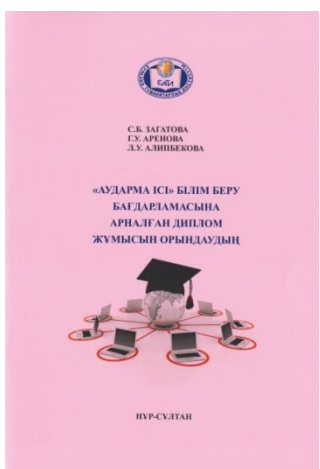 С.Б. ЗАГАТОВА
Г.У. АРЕНОВА
Л.У. АЛИПБЕКОВА
«АУДАРМА ІСІ» БІЛІМ БЕРУ
БАҒДАРЛАМАСЫНА
АРНАЛҒАН ДИПЛОМ
ЖҰМЫСЫН ОРЫНДАУДЫҢ
НҰР-СҰЛТАН